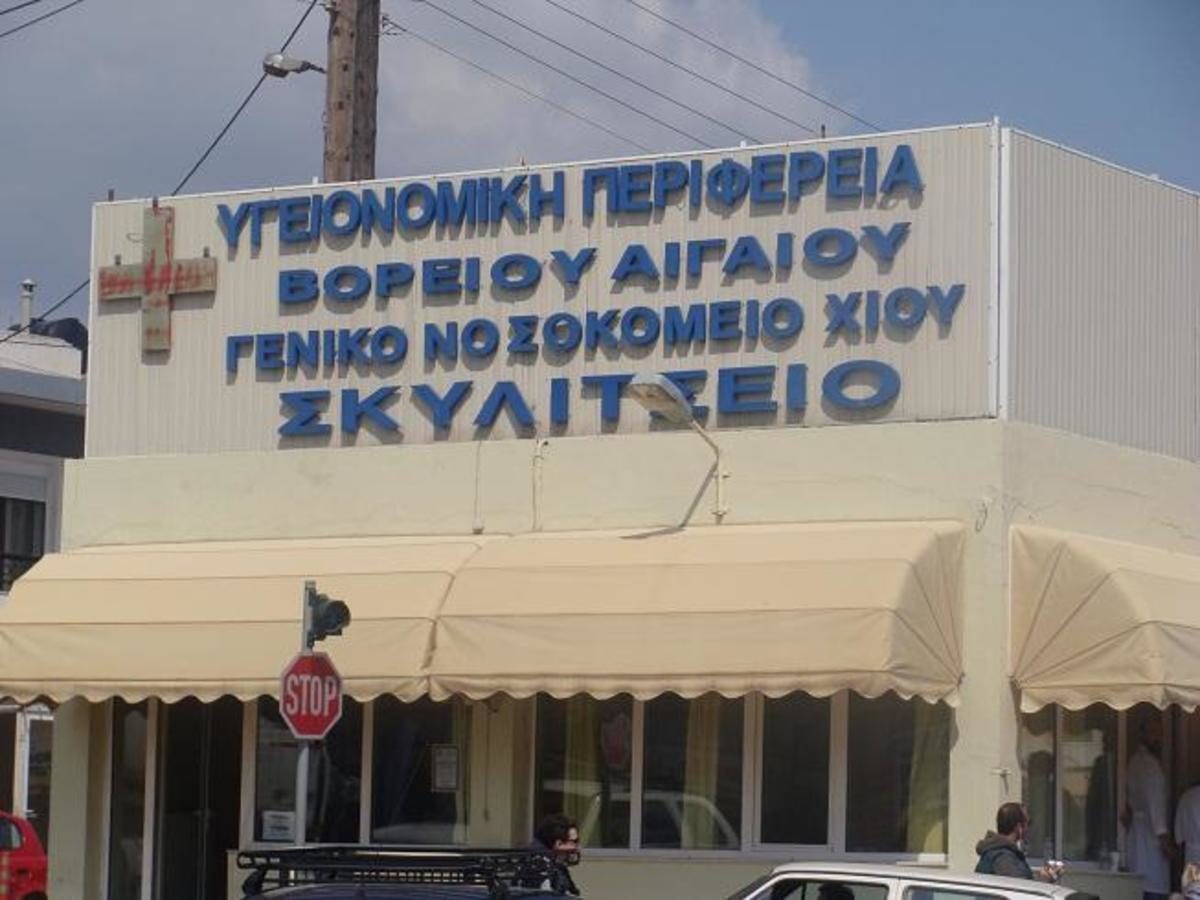 ΥΓΕΙΟΝΟΜΙΚΗ ΠΕΡΙΦΕΡΕΙΑ
ΒΟΡΕΙΟΥ ΑΙΓΑΙΟΥ
ΓΕΝΙΚΟ ΝΟΣΟΚΟΜΕΙΟ ΧΙΟΥ
ΣΚΥΛΙΤΣΕΙΟ
STOP